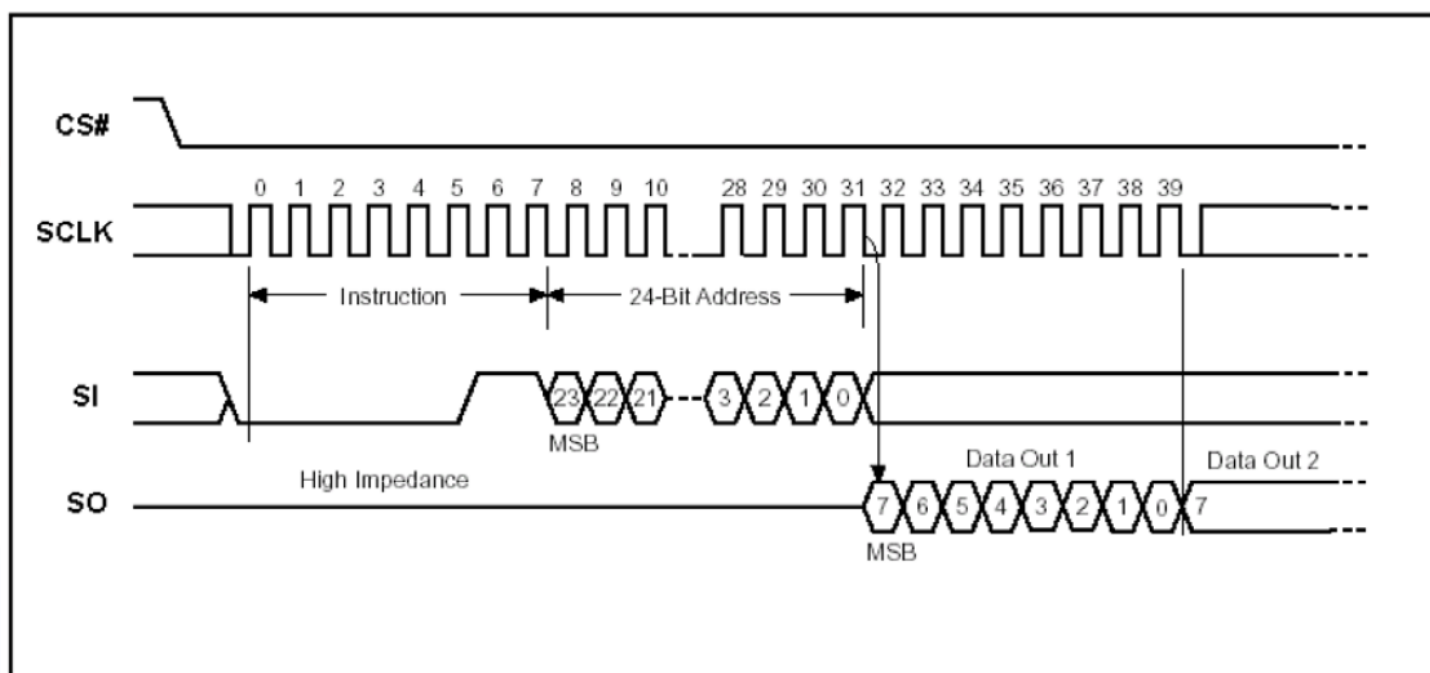 CS#
0 1 2 3 4 5 6 7 8 9 10 28 29 30 31 32 33 34 35 36 37 38 39
SCLK
Instruction 24-Bit Address
SI 23 22 21 3 2 1 0
MSB
High Impedance Data Out 1 Data Out 2
SO 7 6 5 4 3 2 1 0 7
MSB